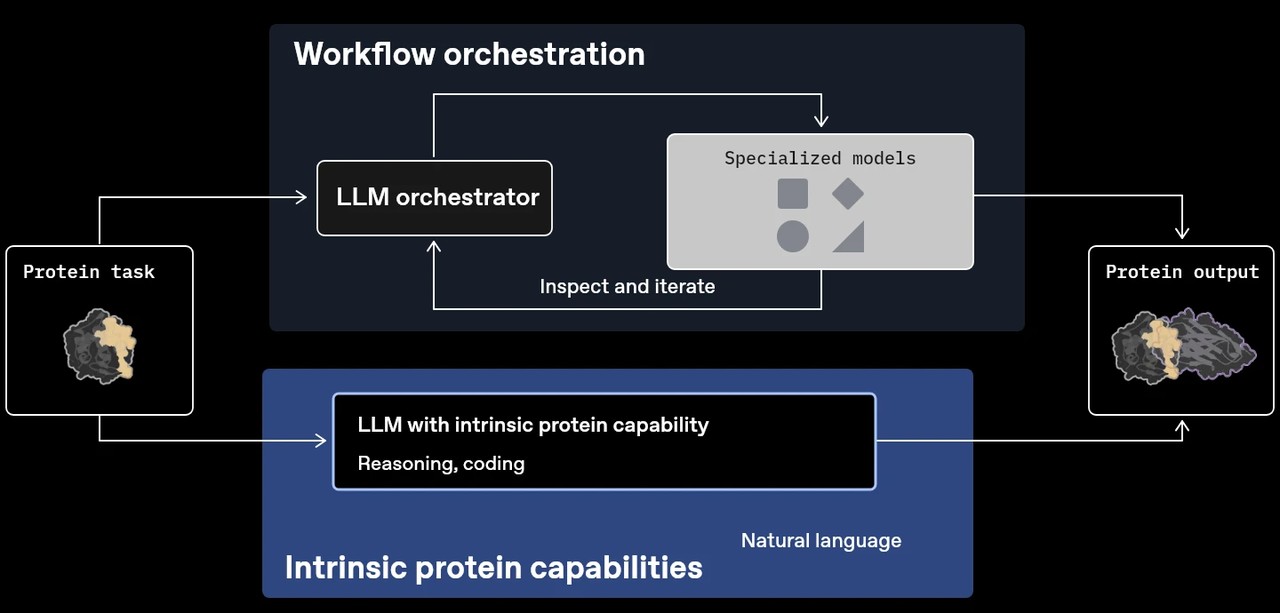 Workflow orchestration
Specialized models
LLM orchestrator
Protein task
Protein output
Inspect and iterate
LLM with intrinsic protein capability
Reasoning, coding
Natural language
Intrinsic protein capabilities